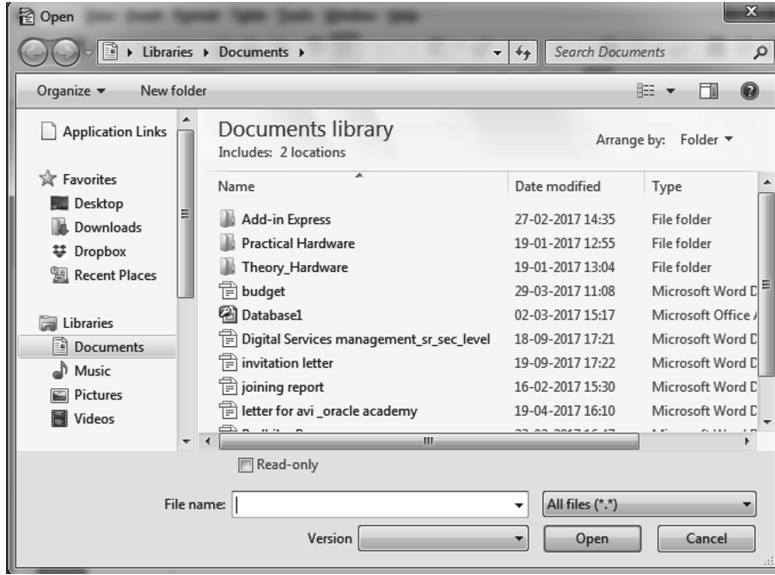 Open
Libraries Documents Search Documents
Organize New folder
Application Links
Favorites
Desktop
Downloads
Dropbox
Recent Places
Libraries
Documents
Music
Pictures
Videos
Documents library
Includes: 2 locations
Arrange by: Folder
Name Date modified Type
Add-in Express 27-02-2017 14:35 File folder
Practical Hardware 19-01-2017 12:55 File folder
Theory_Hardware 19-01-2017 13:04 File folder
budget 29-03-2017 11:08 Microsoft Word D
Database1 02-03-2017 15:17 Microsoft Office A
Digital Services management_sr_sec_level 18-09-2017 17:21 Microsoft Word D
invitation letter 19-09-2017 17:22 Microsoft Word D
joining report 16-02-2017 15:30 Microsoft Word D
letter for avi _oracle academy 19-04-2017 16:10 Microsoft Word D
Read-only
File name: All files (*.*)
Version Open Cancel